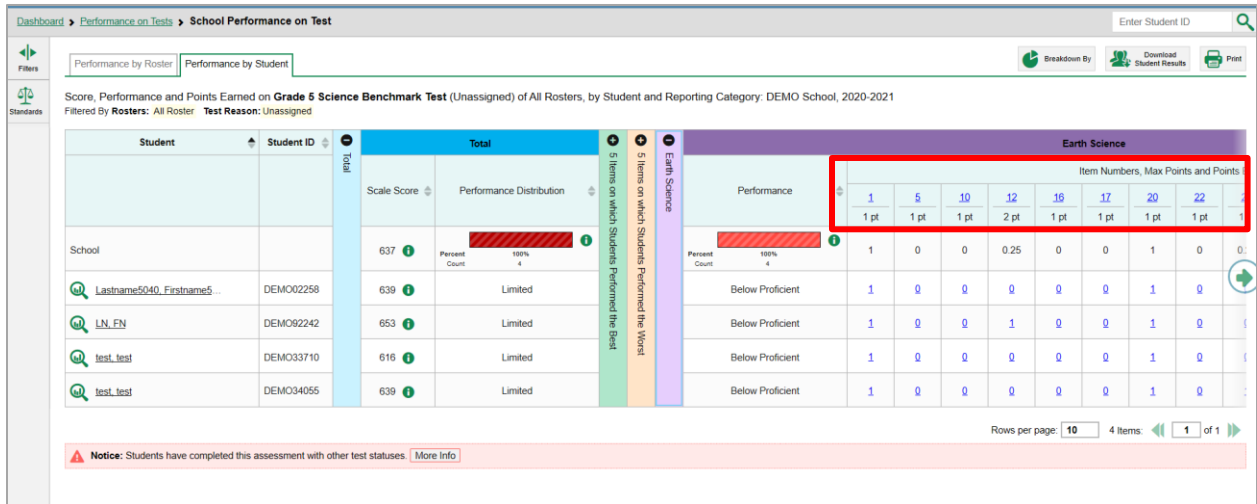 Dashboard > Performance on Tests > School Performance on Test
Enter Student ID
Filters
Standards
Performance by Roster
Performance by Student
Breakdown By
Download Student Results
Print
Score, Performance and Points Earned on Grade 5 Science Benchmark Test (Unassigned) of All Rosters, by Student and Reporting Category: DEMO School, 2020-2021
Filtered By Rosters: All Roster Test Reason: Unassigned
Student Student ID Total Total 5 Items on which Students Performed the Best 5 Items on which Students Performed the Worst Earth Science Earth Science
Scale Score Performance Distribution Performance
Item Numbers, Max Points and Points
1 5 10 12 16 17 20 22
1 pt 1 pt 1 pt 2 pt 1 pt 1 pt 1 pt 1 pt
School 637 Percent 100% Count 4 Percent 100% Count 4 1 0 0 0.25 0 0 1 0
Lastname5040, Firstname5... DEMO02258 639 Limited Below Proficient 1 0 0 0 0 0 1 0
LN, FN DEMO92242 653 Limited Below Proficient 1 0 0 1 0 0 1 0
test, test DEMO33710 616 Limited Below Proficient 1 0 0 0 0 0 1 0
test, test DEMO34055 639 Limited Below Proficient 1 0 0 0 0 0 1 0
Rows per page: 10 4 Items: 1 of 1
Notice: Students have completed this assessment with other test statuses. More Info